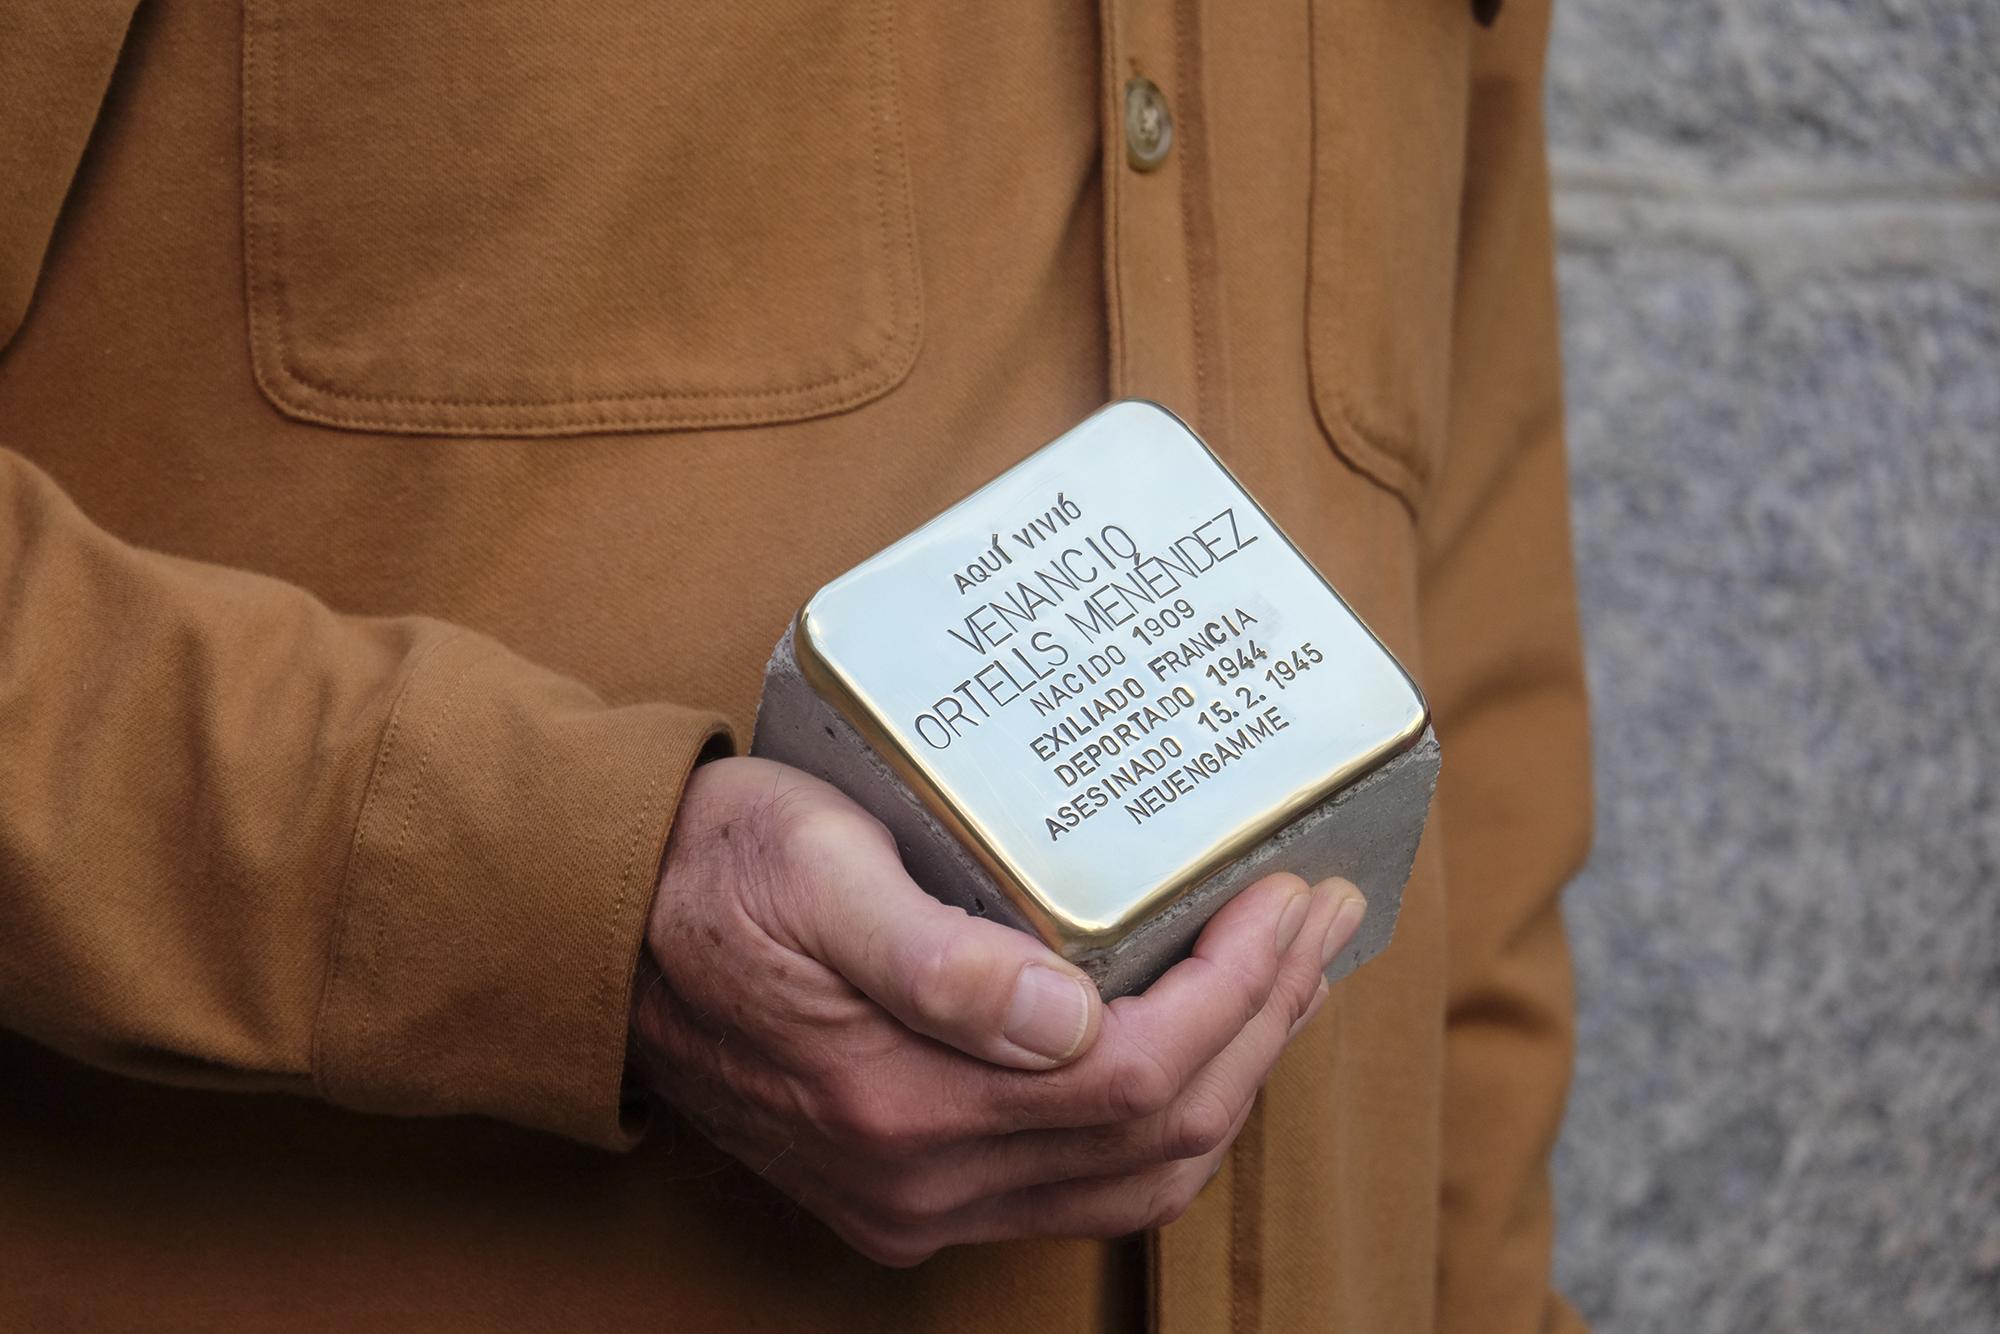 AQUÍ VIVIÓ
VENANCIO
ORTELLS MENÉNDEZ
NACIDO 1909
EXILIADO FRANCIA
DEPORTADO 1944
ASESINADO 15. 2. 1945
NEUENGAMME